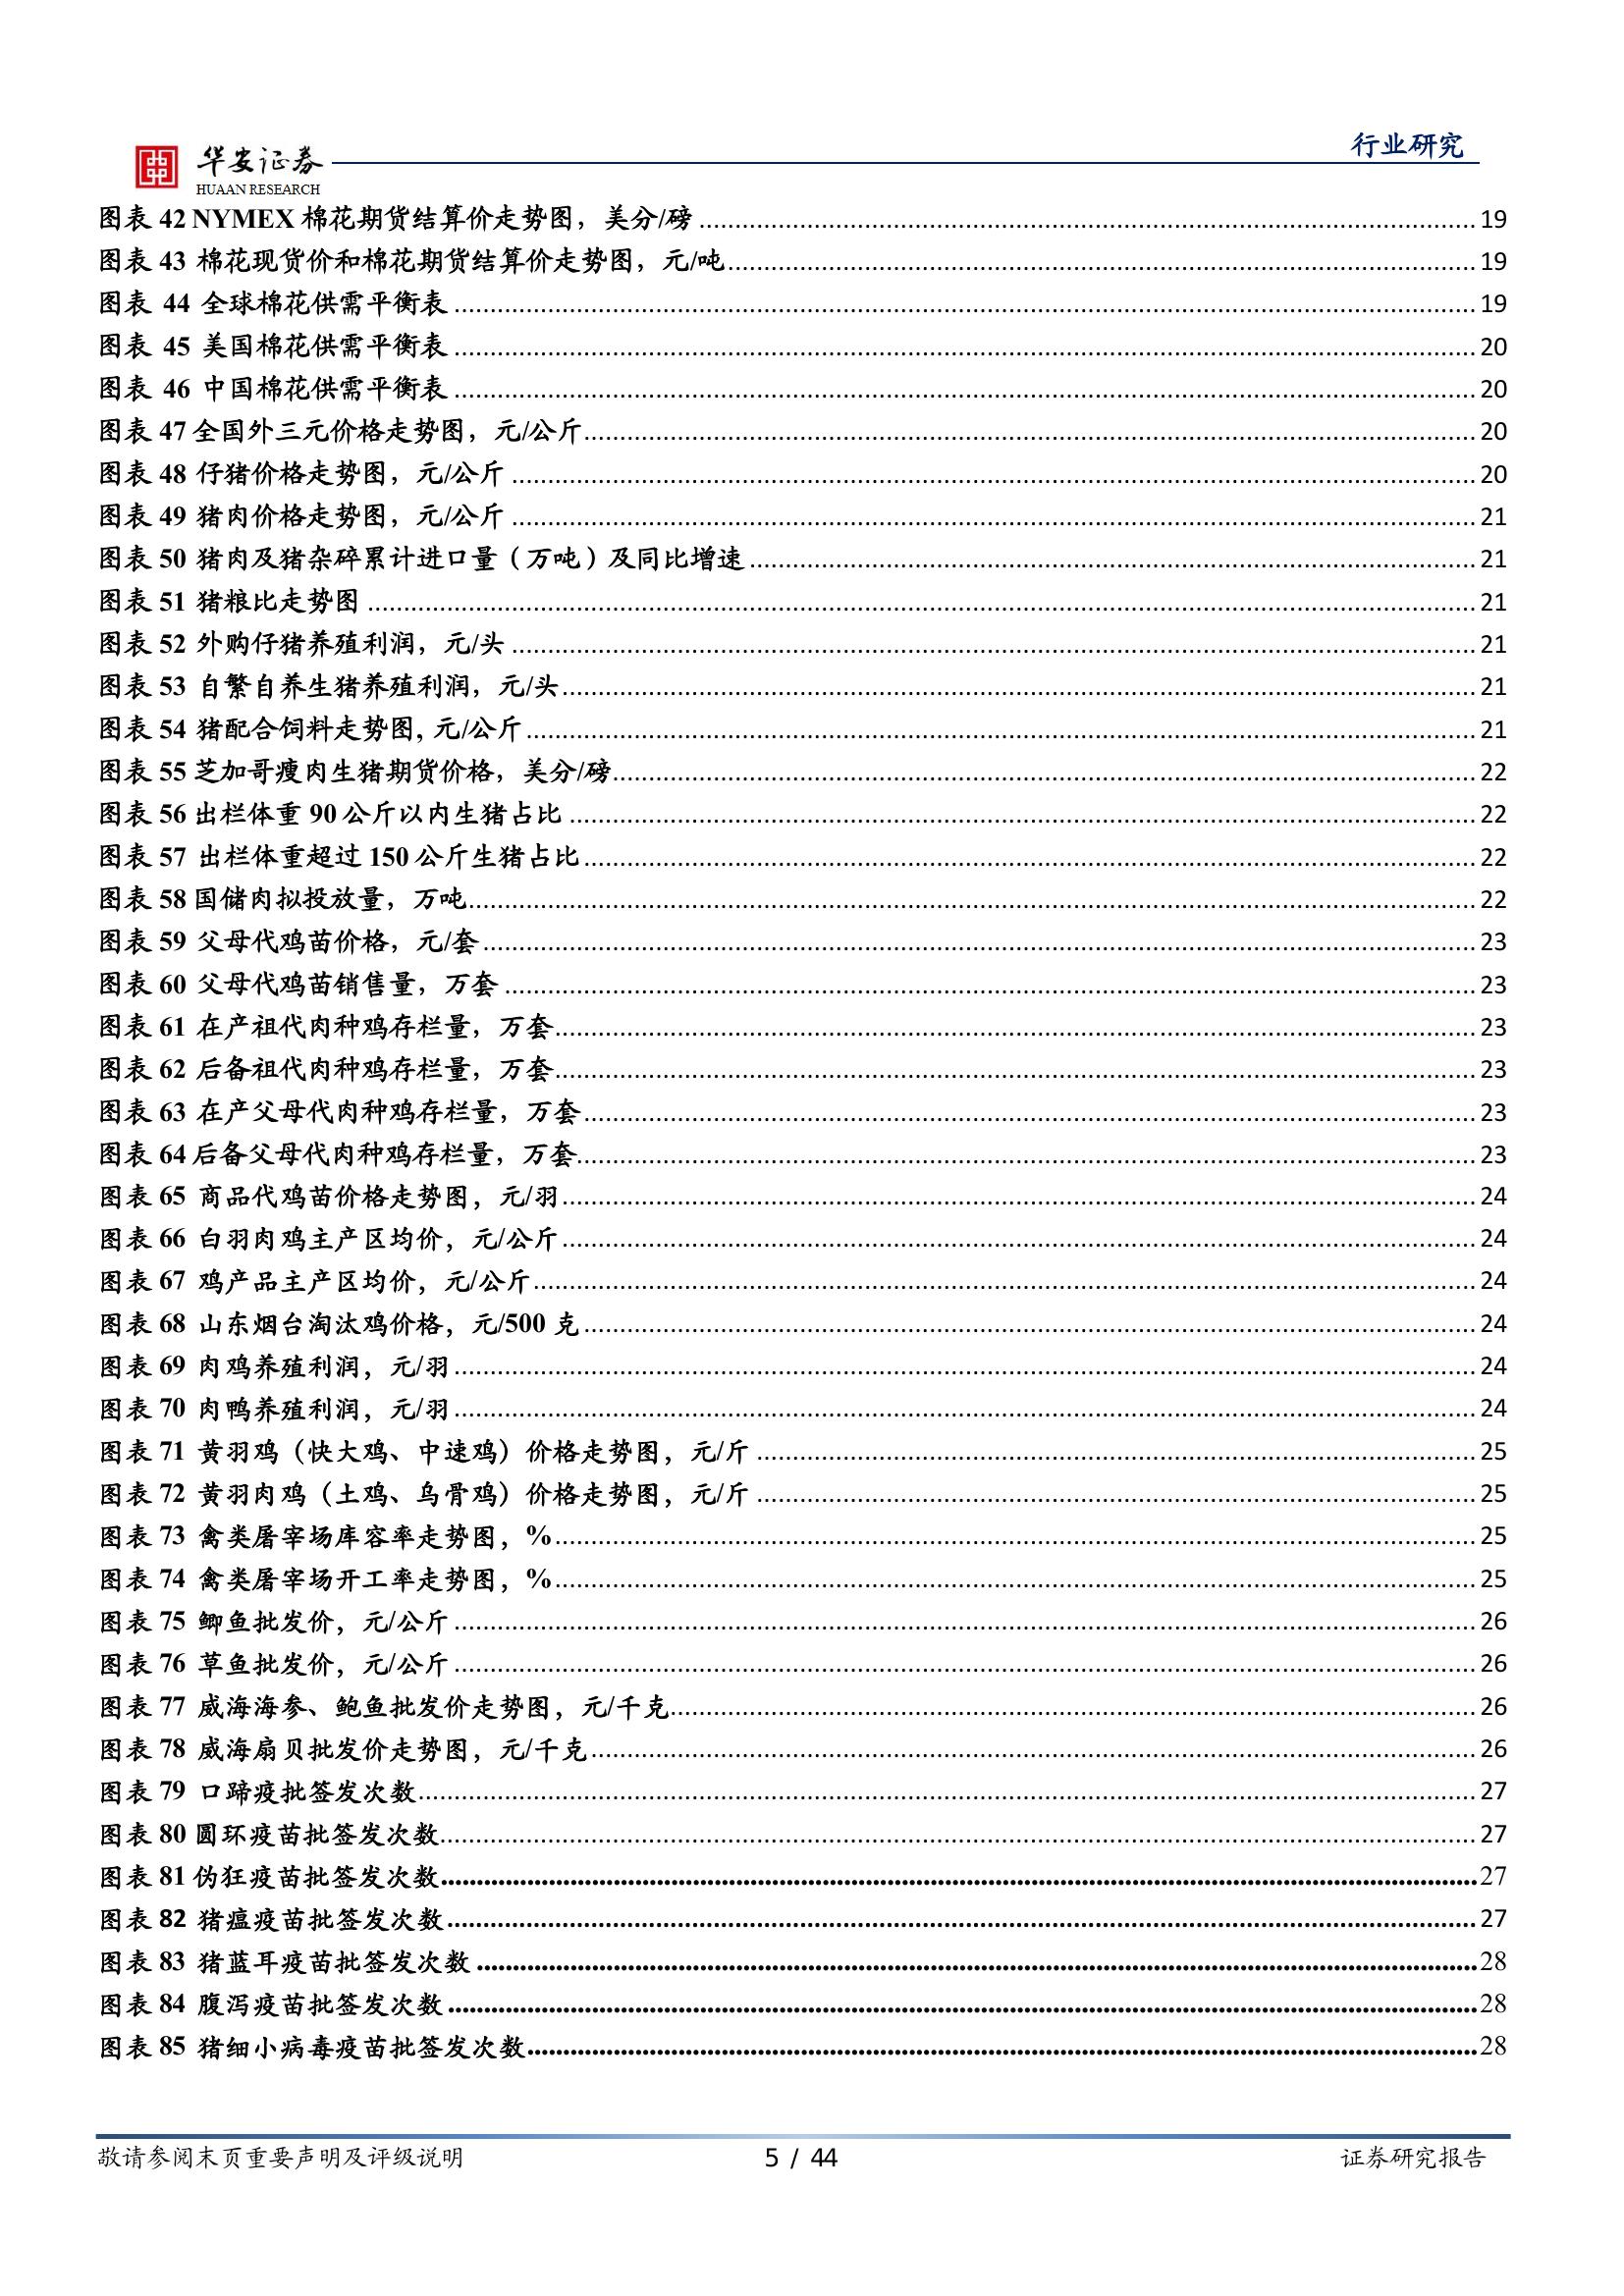 行业研究
华安证券
HUAAN RESEARCH
图表 42 NYMEX 棉花期货结算价走势图，美分/磅 ........ 19
图表 43 棉花现货价和棉花期货结算价走势图，元/吨 ........ 19
图表 44 全球棉花供需平衡表 ........ 19
图表 45 美国棉花供需平衡表 ........ 20
图表 46 中国棉花供需平衡表 ........ 20
图表 47 全国外三元价格走势图，元/公斤 ........ 20
图表 48 仔猪价格走势图，元/公斤 ........ 20
图表 49 猪肉价格走势图，元/公斤 ........ 21
图表 50 猪肉及猪杂碎累计进口量（万吨）及同比增速 ........ 21
图表 51 猪粮比走势图 ........ 21
图表 52 外购仔猪养殖利润，元/头 ........ 21
图表 53 自繁自养生猪养殖利润，元/头 ........ 21
图表 54 猪配合饲料走势图, 元/公斤 ........ 21
图表 55 芝加哥瘦肉生猪期货价格，美分/磅 ........ 22
图表 56 出栏体重 90 公斤以内生猪占比 ........ 22
图表 57 出栏体重超过 150 公斤生猪占比 ........ 22
图表 58 国储肉拟投放量，万吨 ........ 22
图表 59 父母代鸡苗价格，元/套 ........ 23
图表 60 父母代鸡苗销售量，万套 ........ 23
图表 61 在产祖代肉种鸡存栏量，万套 ........ 23
图表 62 后备祖代肉种鸡存栏量，万套 ........ 23
图表 63 在产父母代肉种鸡存栏量，万套 ........ 23
图表 64 后备父母代肉种鸡存栏量，万套 ........ 23
图表 65 商品代鸡苗价格走势图，元/羽 ........ 24
图表 66 白羽肉鸡主产区均价，元/公斤 ........ 24
图表 67 鸡产品主产区均价，元/公斤 ........ 24
图表 68 山东烟台淘汰鸡价格，元/500 克 ........ 24
图表 69 肉鸡养殖利润，元/羽 ........ 24
图表 70 肉鸭养殖利润，元/羽 ........ 24
图表 71 黄羽鸡（快大鸡、中速鸡）价格走势图，元/斤 ........ 25
图表 72 黄羽肉鸡（土鸡、乌骨鸡）价格走势图，元/斤 ........ 25
图表 73 禽类屠宰场库容率走势图，% ........ 25
图表 74 禽类屠宰场开工率走势图，% ........ 25
图表 75 鲫鱼批发价，元/公斤 ........ 26
图表 76 草鱼批发价，元/公斤 ........ 26
图表 77 威海海参、鲍鱼批发价走势图，元/千克 ........ 26
图表 78 威海扇贝批发价走势图，元/千克 ........ 26
图表 79 口蹄疫批签发次数 ........ 27
图表 80 圆环疫苗批签发次数 ........ 27
图表 81 伪狂疫苗批签发次数 ........ 27
图表 82 猪瘟疫苗批签发次数 ........ 27
图表 83 猪蓝耳疫苗批签发次数 ........ 28
图表 84 腹泻疫苗批签发次数 ........ 28
图表 85 猪细小病毒疫苗批签发次数 ........ 28
敬请参阅末页重要声明及评级说明 5 / 44 证券研究报告